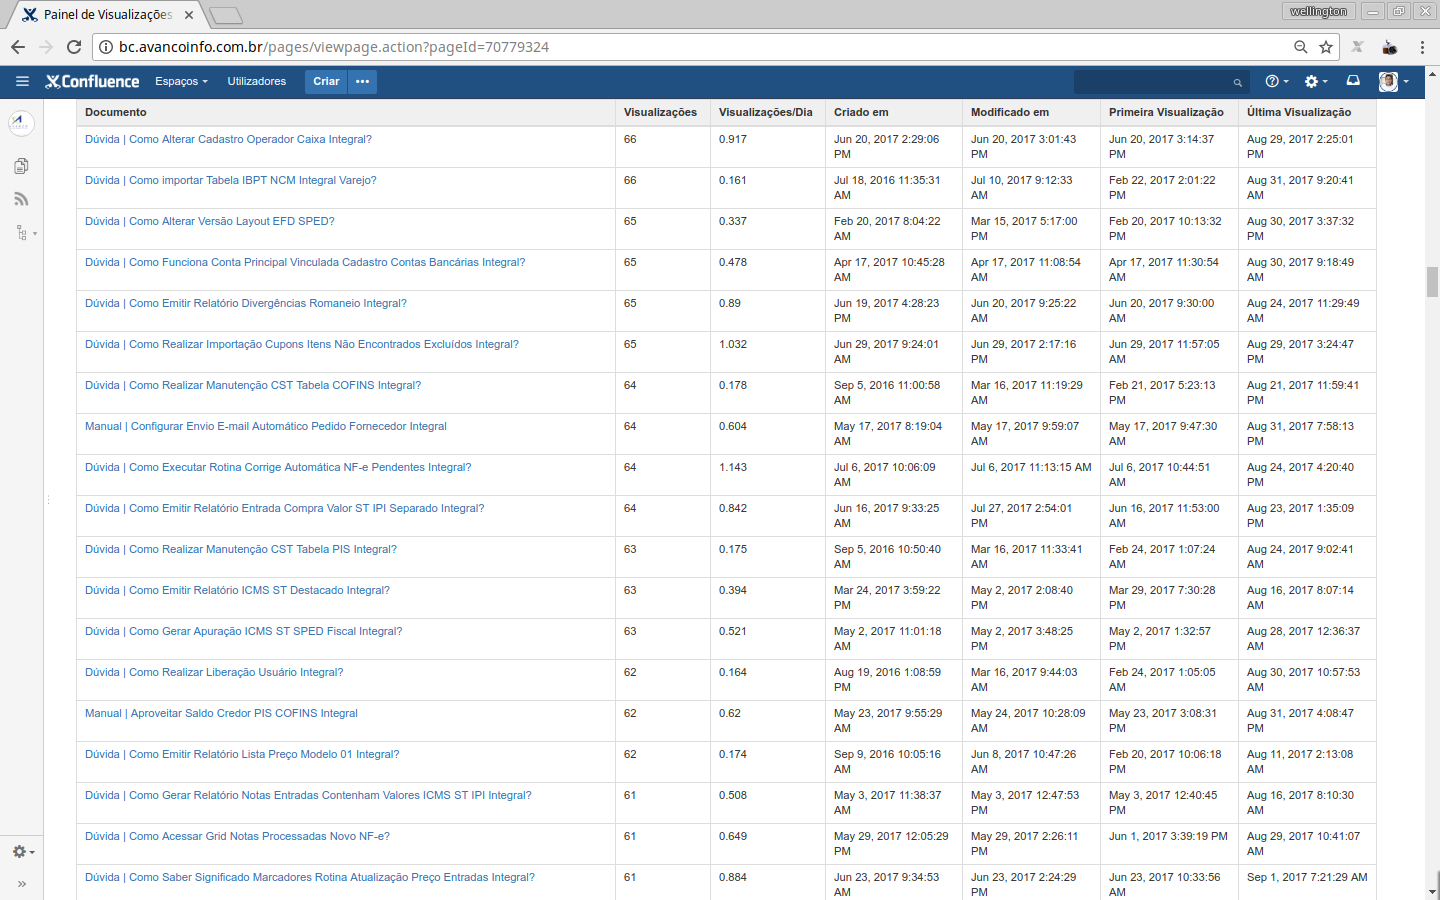 Painel de Visualizações
wellington
bc.avancoinfo.com.br/pages/viewpage.action?pageId=70779324
Confluence Espaços Utilizadores Criar •••
Documento Visualizações Visualizações/Dia Criado em Modificado em Primeira Visualização Última Visualização
Dúvida | Como Alterar Cadastro Operador Caixa Integral? 66 0.917 Jun 20, 2017 2:29:06 PM Jun 20, 2017 3:01:43 PM Jun 20, 2017 3:14:37 PM Aug 29, 2017 2:25:01 PM
Dúvida | Como importar Tabela IBPT NCM Integral Varejo? 66 0.161 Jul 18, 2016 11:35:31 AM Jul 10, 2017 9:12:33 AM Feb 22, 2017 2:01:22 PM Aug 31, 2017 9:20:41 AM
Dúvida | Como Alterar Versão Layout EFD SPED? 65 0.337 Feb 20, 2017 8:04:22 AM Mar 15, 2017 5:17:00 PM Feb 20, 2017 10:13:32 PM Aug 30, 2017 3:37:32 PM
Dúvida | Como Funciona Conta Principal Vinculada Cadastro Contas Bancárias Integral? 65 0.478 Apr 17, 2017 10:45:28 AM Apr 17, 2017 11:08:54 AM Apr 17, 2017 11:30:54 AM Aug 30, 2017 9:18:49 AM
Dúvida | Como Emitir Relatório Divergências Romaneio Integral? 65 0.89 Jun 19, 2017 4:28:23 PM Jun 20, 2017 9:25:22 AM Jun 20, 2017 9:30:00 AM Aug 24, 2017 11:29:49 AM
Dúvida | Como Realizar Importação Cupons Itens Não Encontrados Excluídos Integral? 65 1.032 Jun 29, 2017 9:24:01 AM Jun 29, 2017 2:17:16 PM Jun 29, 2017 11:57:05 AM Aug 29, 2017 3:24:47 PM
Dúvida | Como Realizar Manutenção CST Tabela COFINS Integral? 64 0.178 Sep 5, 2016 11:00:58 AM Mar 16, 2017 11:19:29 AM Feb 21, 2017 5:23:13 PM Aug 21, 2017 11:59:41 PM
Manual | Configurar Envio E-mail Automático Pedido Fornecedor Integral 64 0.604 May 17, 2017 8:19:04 AM May 17, 2017 9:59:07 AM May 17, 2017 9:47:30 AM Aug 31, 2017 7:58:13 PM
Dúvida | Como Executar Rotina Corrige Automática NF-e Pendentes Integral? 64 1.143 Jul 6, 2017 10:06:09 AM Jul 6, 2017 11:13:15 AM Jul 6, 2017 10:44:51 AM Aug 24, 2017 4:20:40 PM
Dúvida | Como Emitir Relatório Entrada Compra Valor ST IPI Separado Integral? 64 0.842 Jun 16, 2017 9:33:25 AM Jul 27, 2017 2:54:01 PM Jun 16, 2017 11:53:00 AM Aug 23, 2017 1:35:09 PM
Dúvida | Como Realizar Manutenção CST Tabela PIS Integral? 63 0.175 Sep 5, 2016 10:50:40 AM Mar 16, 2017 11:33:41 AM Feb 24, 2017 1:07:24 AM Aug 24, 2017 9:02:41 AM
Dúvida | Como Emitir Relatório ICMS ST Destacado Integral? 63 0.394 Mar 24, 2017 3:59:22 PM May 2, 2017 2:08:40 PM Mar 29, 2017 7:30:28 PM Aug 16, 2017 8:07:14 AM
Dúvida | Como Gerar Apuração ICMS ST SPED Fiscal Integral? 63 0.521 May 2, 2017 11:01:18 AM May 2, 2017 3:48:25 PM May 2, 2017 1:32:57 PM Aug 28, 2017 12:36:37 AM
Dúvida | Como Realizar Liberação Usuário Integral? 62 0.164 Aug 19, 2016 1:08:59 PM Mar 16, 2017 9:44:03 AM Feb 24, 2017 1:05:05 AM Aug 30, 2017 10:57:53 AM
Manual | Aproveitar Saldo Credor PIS COFINS Integral 62 0.62 May 23, 2017 9:55:29 AM May 24, 2017 10:28:09 AM May 23, 2017 3:08:31 PM Aug 31, 2017 4:08:47 PM
Dúvida | Como Emitir Relatório Lista Preço Modelo 01 Integral? 62 0.174 Sep 9, 2016 10:05:16 AM Jun 8, 2017 10:47:26 AM Feb 20, 2017 10:06:18 PM Aug 11, 2017 2:13:08 AM
Dúvida | Como Gerar Relatório Notas Entradas Contenham Valores ICMS ST IPI Integral? 61 0.508 May 3, 2017 11:38:37 AM May 3, 2017 12:47:53 PM May 3, 2017 12:40:45 PM Aug 16, 2017 8:10:30 AM
Dúvida | Como Acessar Grid Notas Processadas Novo NF-e? 61 0.649 May 29, 2017 12:05:29 PM May 29, 2017 2:26:11 PM Jun 1, 2017 3:39:19 PM Aug 29, 2017 10:41:07 AM
Dúvida | Como Saber Significado Marcadores Rotina Atualização Preço Entradas Integral? 61 0.884 Jun 23, 2017 9:34:53 AM Jun 23, 2017 2:24:29 PM Jun 23, 2017 10:33:56 AM Sep 1, 2017 7:21:29 AM